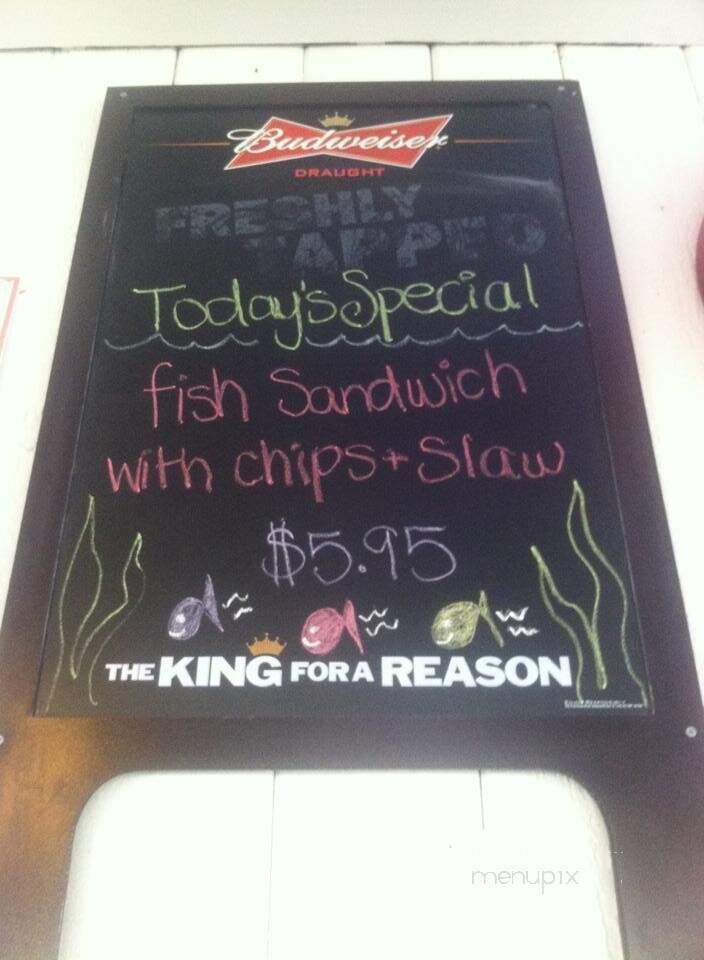 Budweiser
DRAUGHT
FRESHLY
TAPPED
Today's Special
fish Sandwich
with chips + Slaw
$5.95
THE KING FOR A REASON
menupix